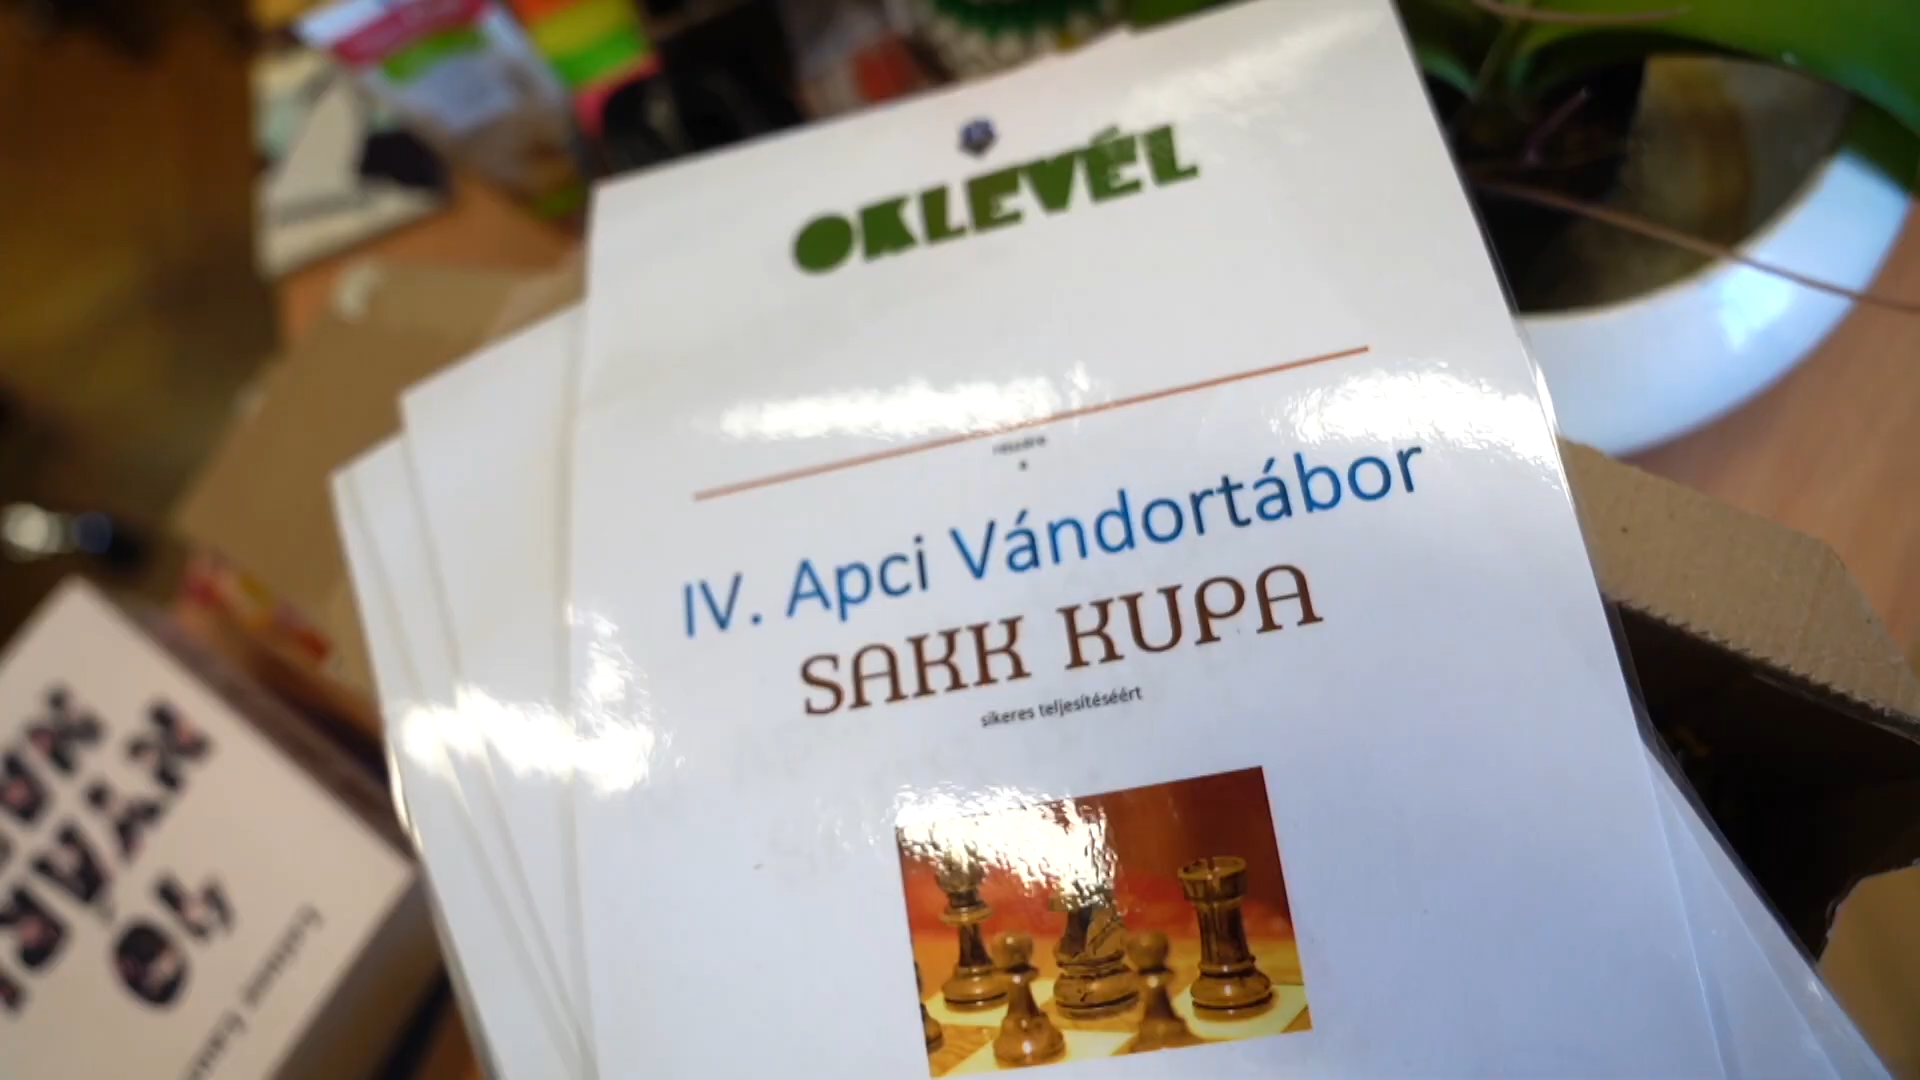 OKLEVÉL
részére
a
IV. Apci Vándortábor
SAKK KUPA
sikeres teljesítéséért